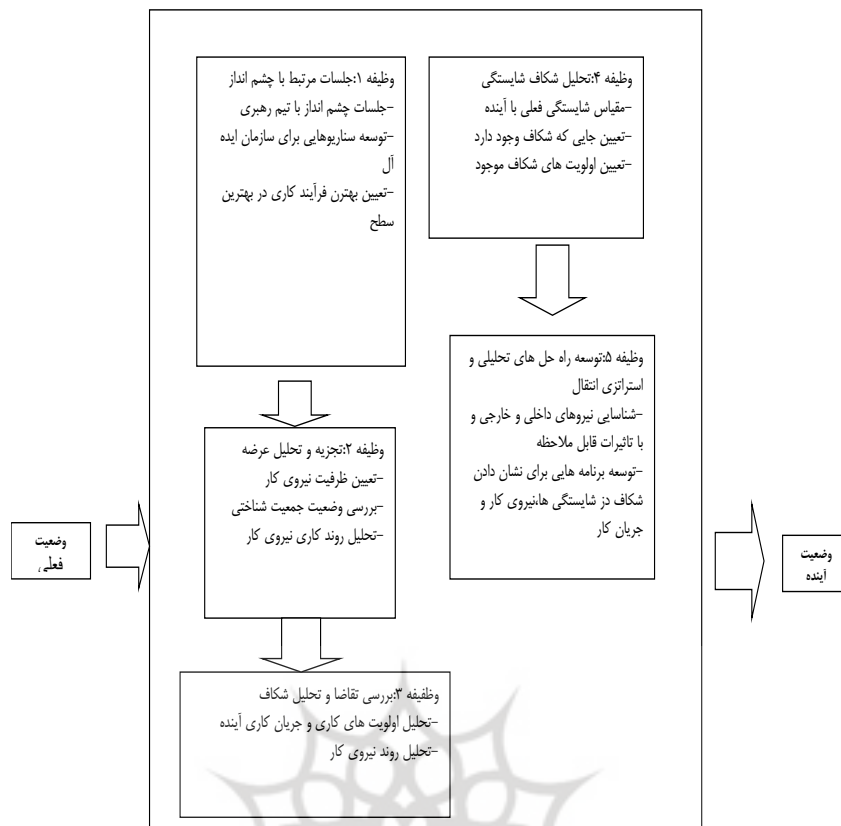 وظیفه ۱:جلسات مرتبط با چشم انداز
-جلسات چشم انداز با تیم رهبری
-توسعه سناریوهایی برای سازمان ایده
آل
-تعیین بهترن فرآیند کاری در بهترین
سطح
وظیفه ۲:تجزیه و تحلیل عرضه
-تعیین ظرفیت نیروی کار
-بررسی وضعیت جمعیت شناختی
-تحلیل روند کاری نیروی کار
وظفیفه ۳:بررسی تقاضا و تحلیل شکاف
-تحلیل اولویت های کاری و جریان کاری آینده
-تحلیل روند نیروی کار
وظیفه ۴:تحلیل شکاف شایستگی
-مقیاس شایستگی فعلی با آینده
-تعیین جایی که شکاف وجود دارد
-تعیین اولویت های شکاف موجود
وظیفه ۵:توسعه راه حل های تحلیلی و
استراتژی انتقال
-شناسایی نیروهای داخلی و خارجی و
با تاثیرات قابل ملاحظه
-توسعه برنامه هایی برای نشان دادن
شکاف دز شایستگی ها،نیروی کار و
جریان کار
وضعیت
فعلی
وضعیت
آینده